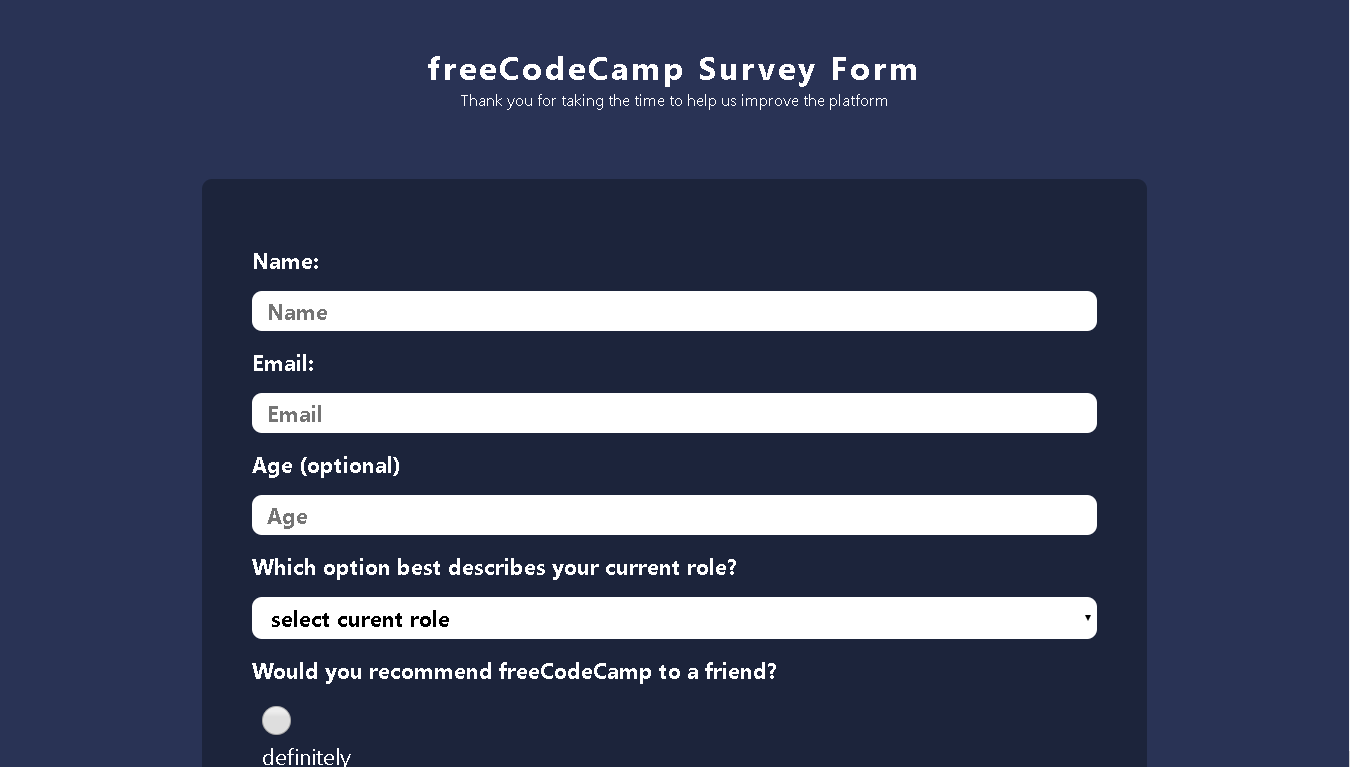 freeCodeCamp Survey Form
Thank you for taking the time to help us improve the platform
Name:
Name
Email:
Email
Age (optional)
Age
Which option best describes your current role?
select curent role
Would you recommend freeCodeCamp to a friend?
definitely